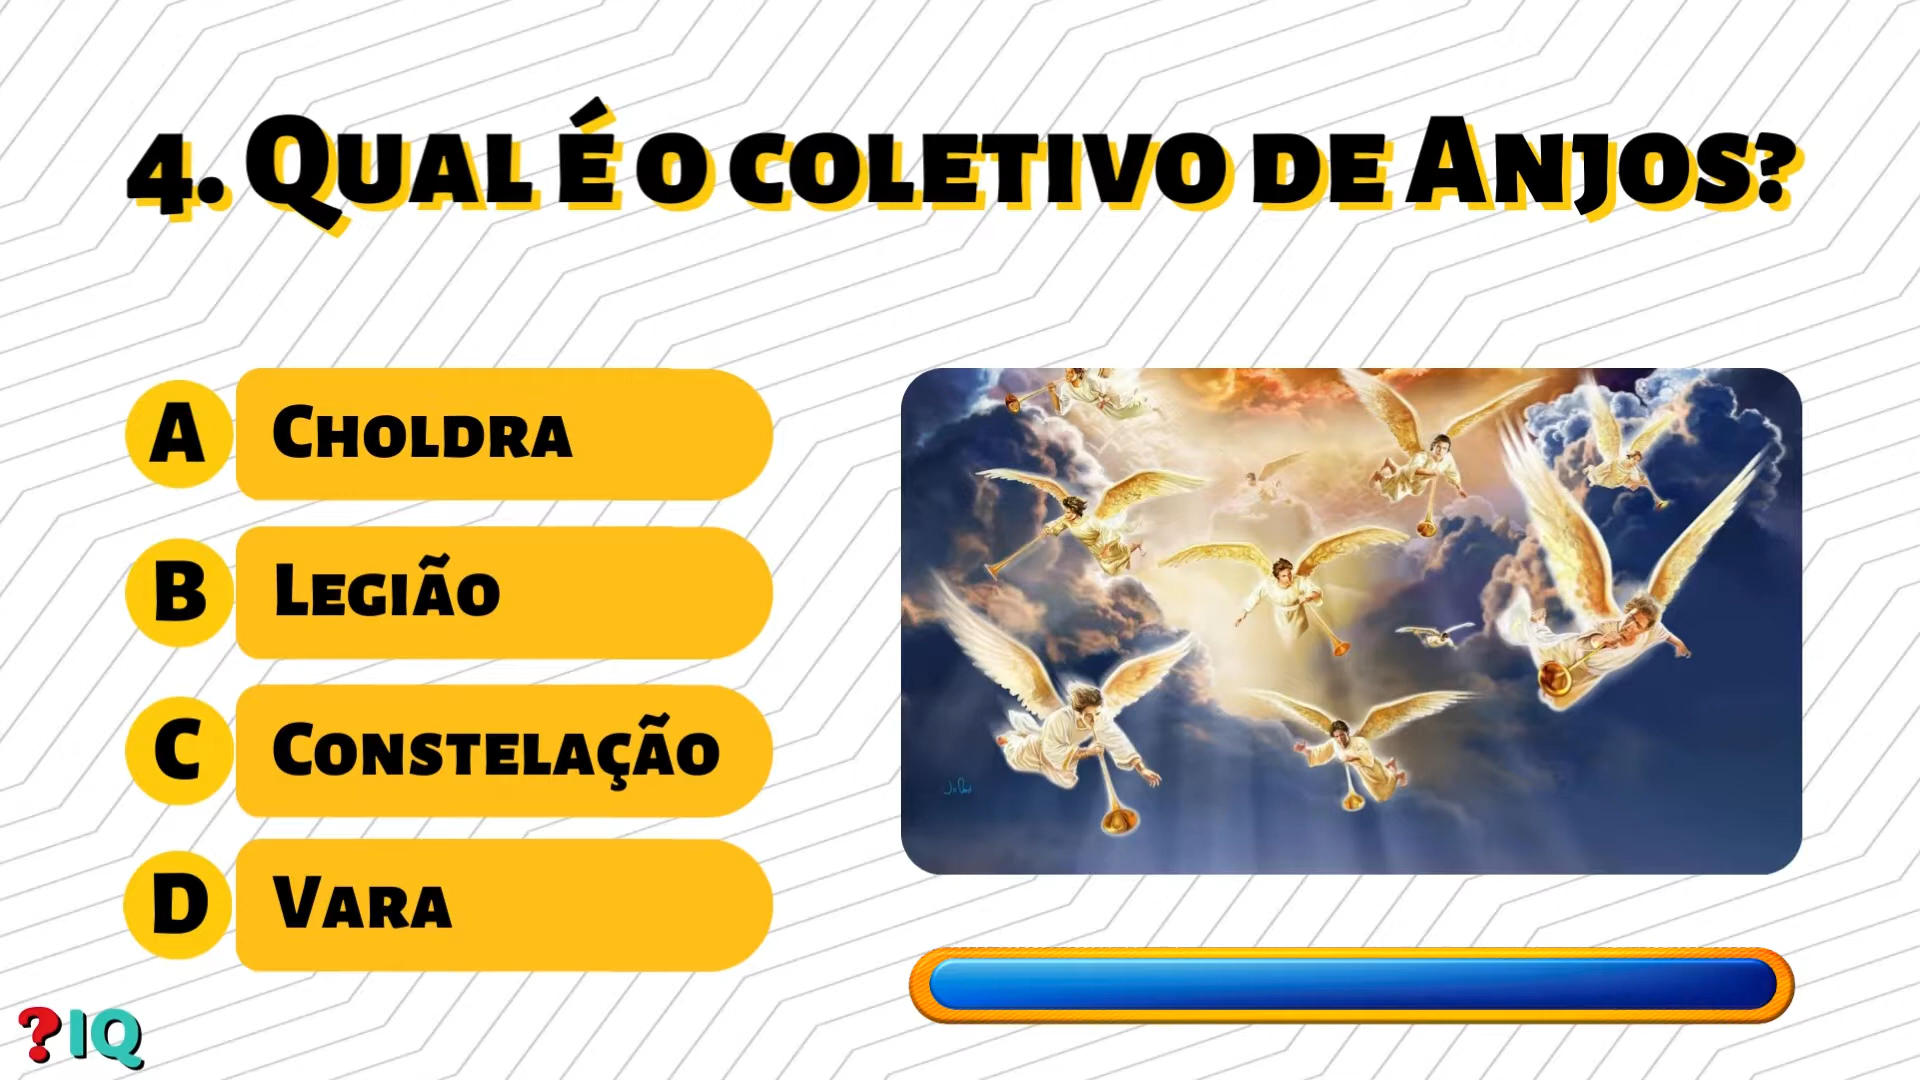 4. Qual é o coletivo de Anjos?
A Choldra
B Legião
C Constelação
D Vara
?IQ